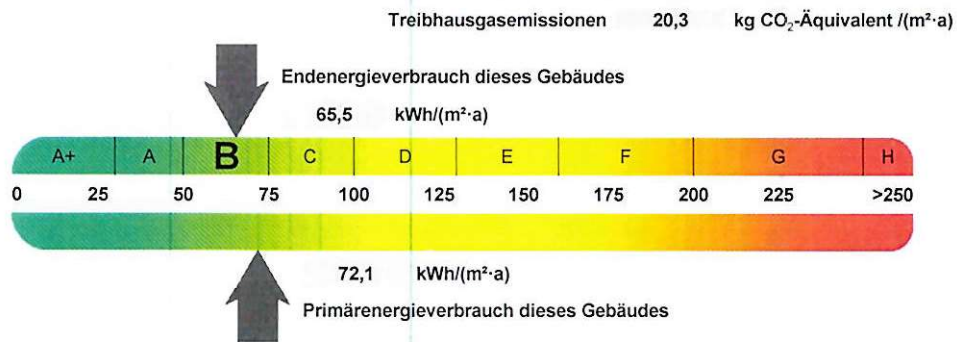 Treibhausgasemissionen 20,3 kg CO₂-Äquivalent /(m²·a)
Endenergieverbrauch dieses Gebäudes
65,5 kWh/(m²·a)
A+ A B C D E F G H
0 25 50 75 100 125 150 175 200 225 >250
72,1 kWh/(m²·a)
Primärenergieverbrauch dieses Gebäudes